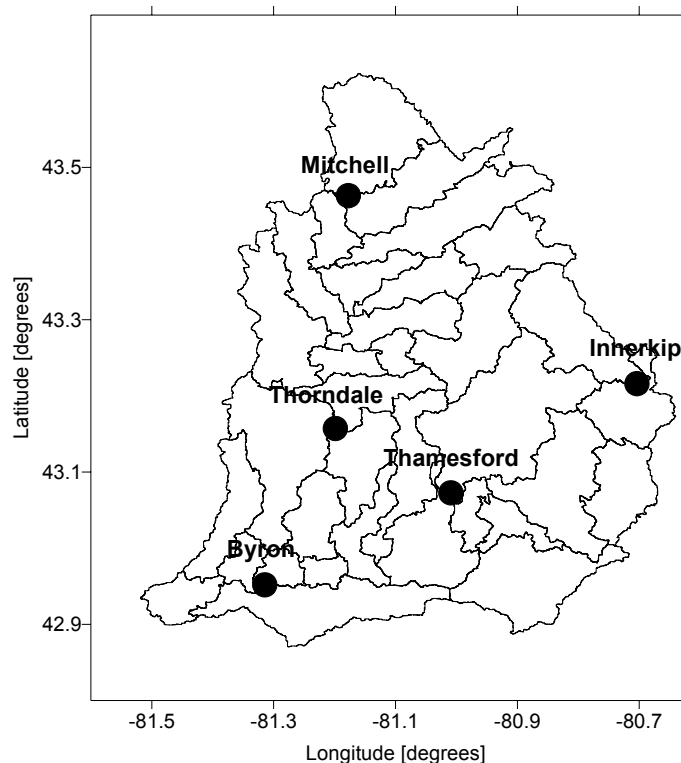 Mitchell
43.5
43.3
Innerkip
Latitude [degrees]
Thorndale
43.1
Thamesford
Byron
42.9
-81.5 -81.3 -81.1 -80.9 -80.7
Longitude [degrees]